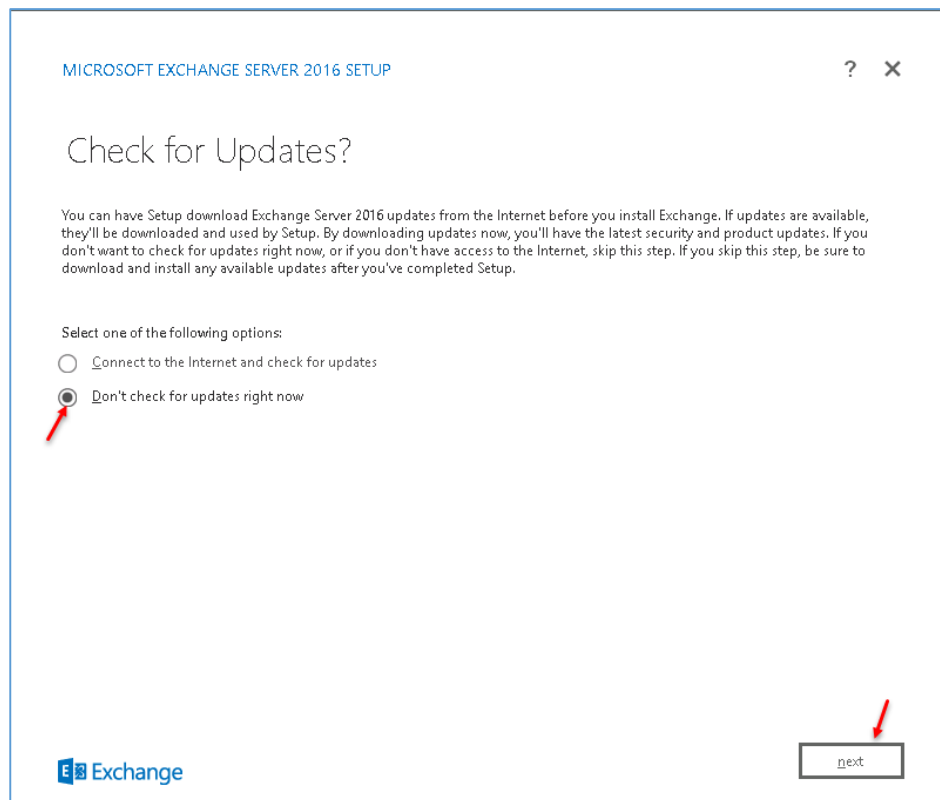 MICROSOFT EXCHANGE SERVER 2016 SETUP ? ✕
Check for Updates?
You can have Setup download Exchange Server 2016 updates from the Internet before you install Exchange. If updates are available,
they'll be downloaded and used by Setup. By downloading updates now, you'll have the latest security and product updates. If you
don't want to check for updates right now, or if you don't have access to the Internet, skip this step. If you skip this step, be sure to
download and install any available updates after you've completed Setup.
Select one of the following options:
Connect to the Internet and check for updates
Don't check for updates right now
E Exchange
next